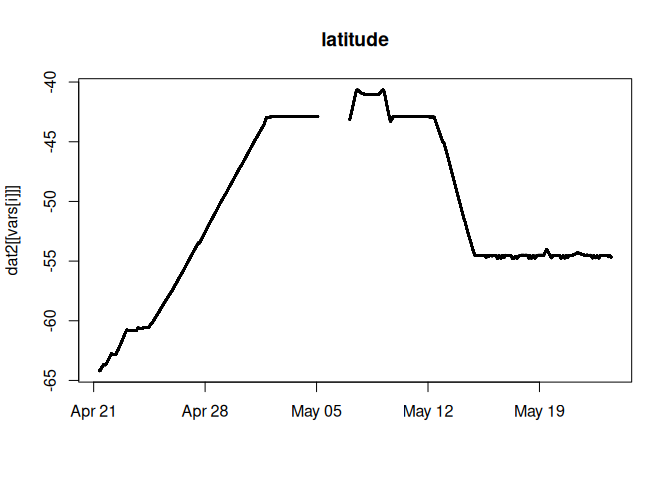 latitude
dat2[[vars[i]]]
-40
-45
-50
-55
-60
-65
Apr 21
Apr 28
May 05
May 12
May 19